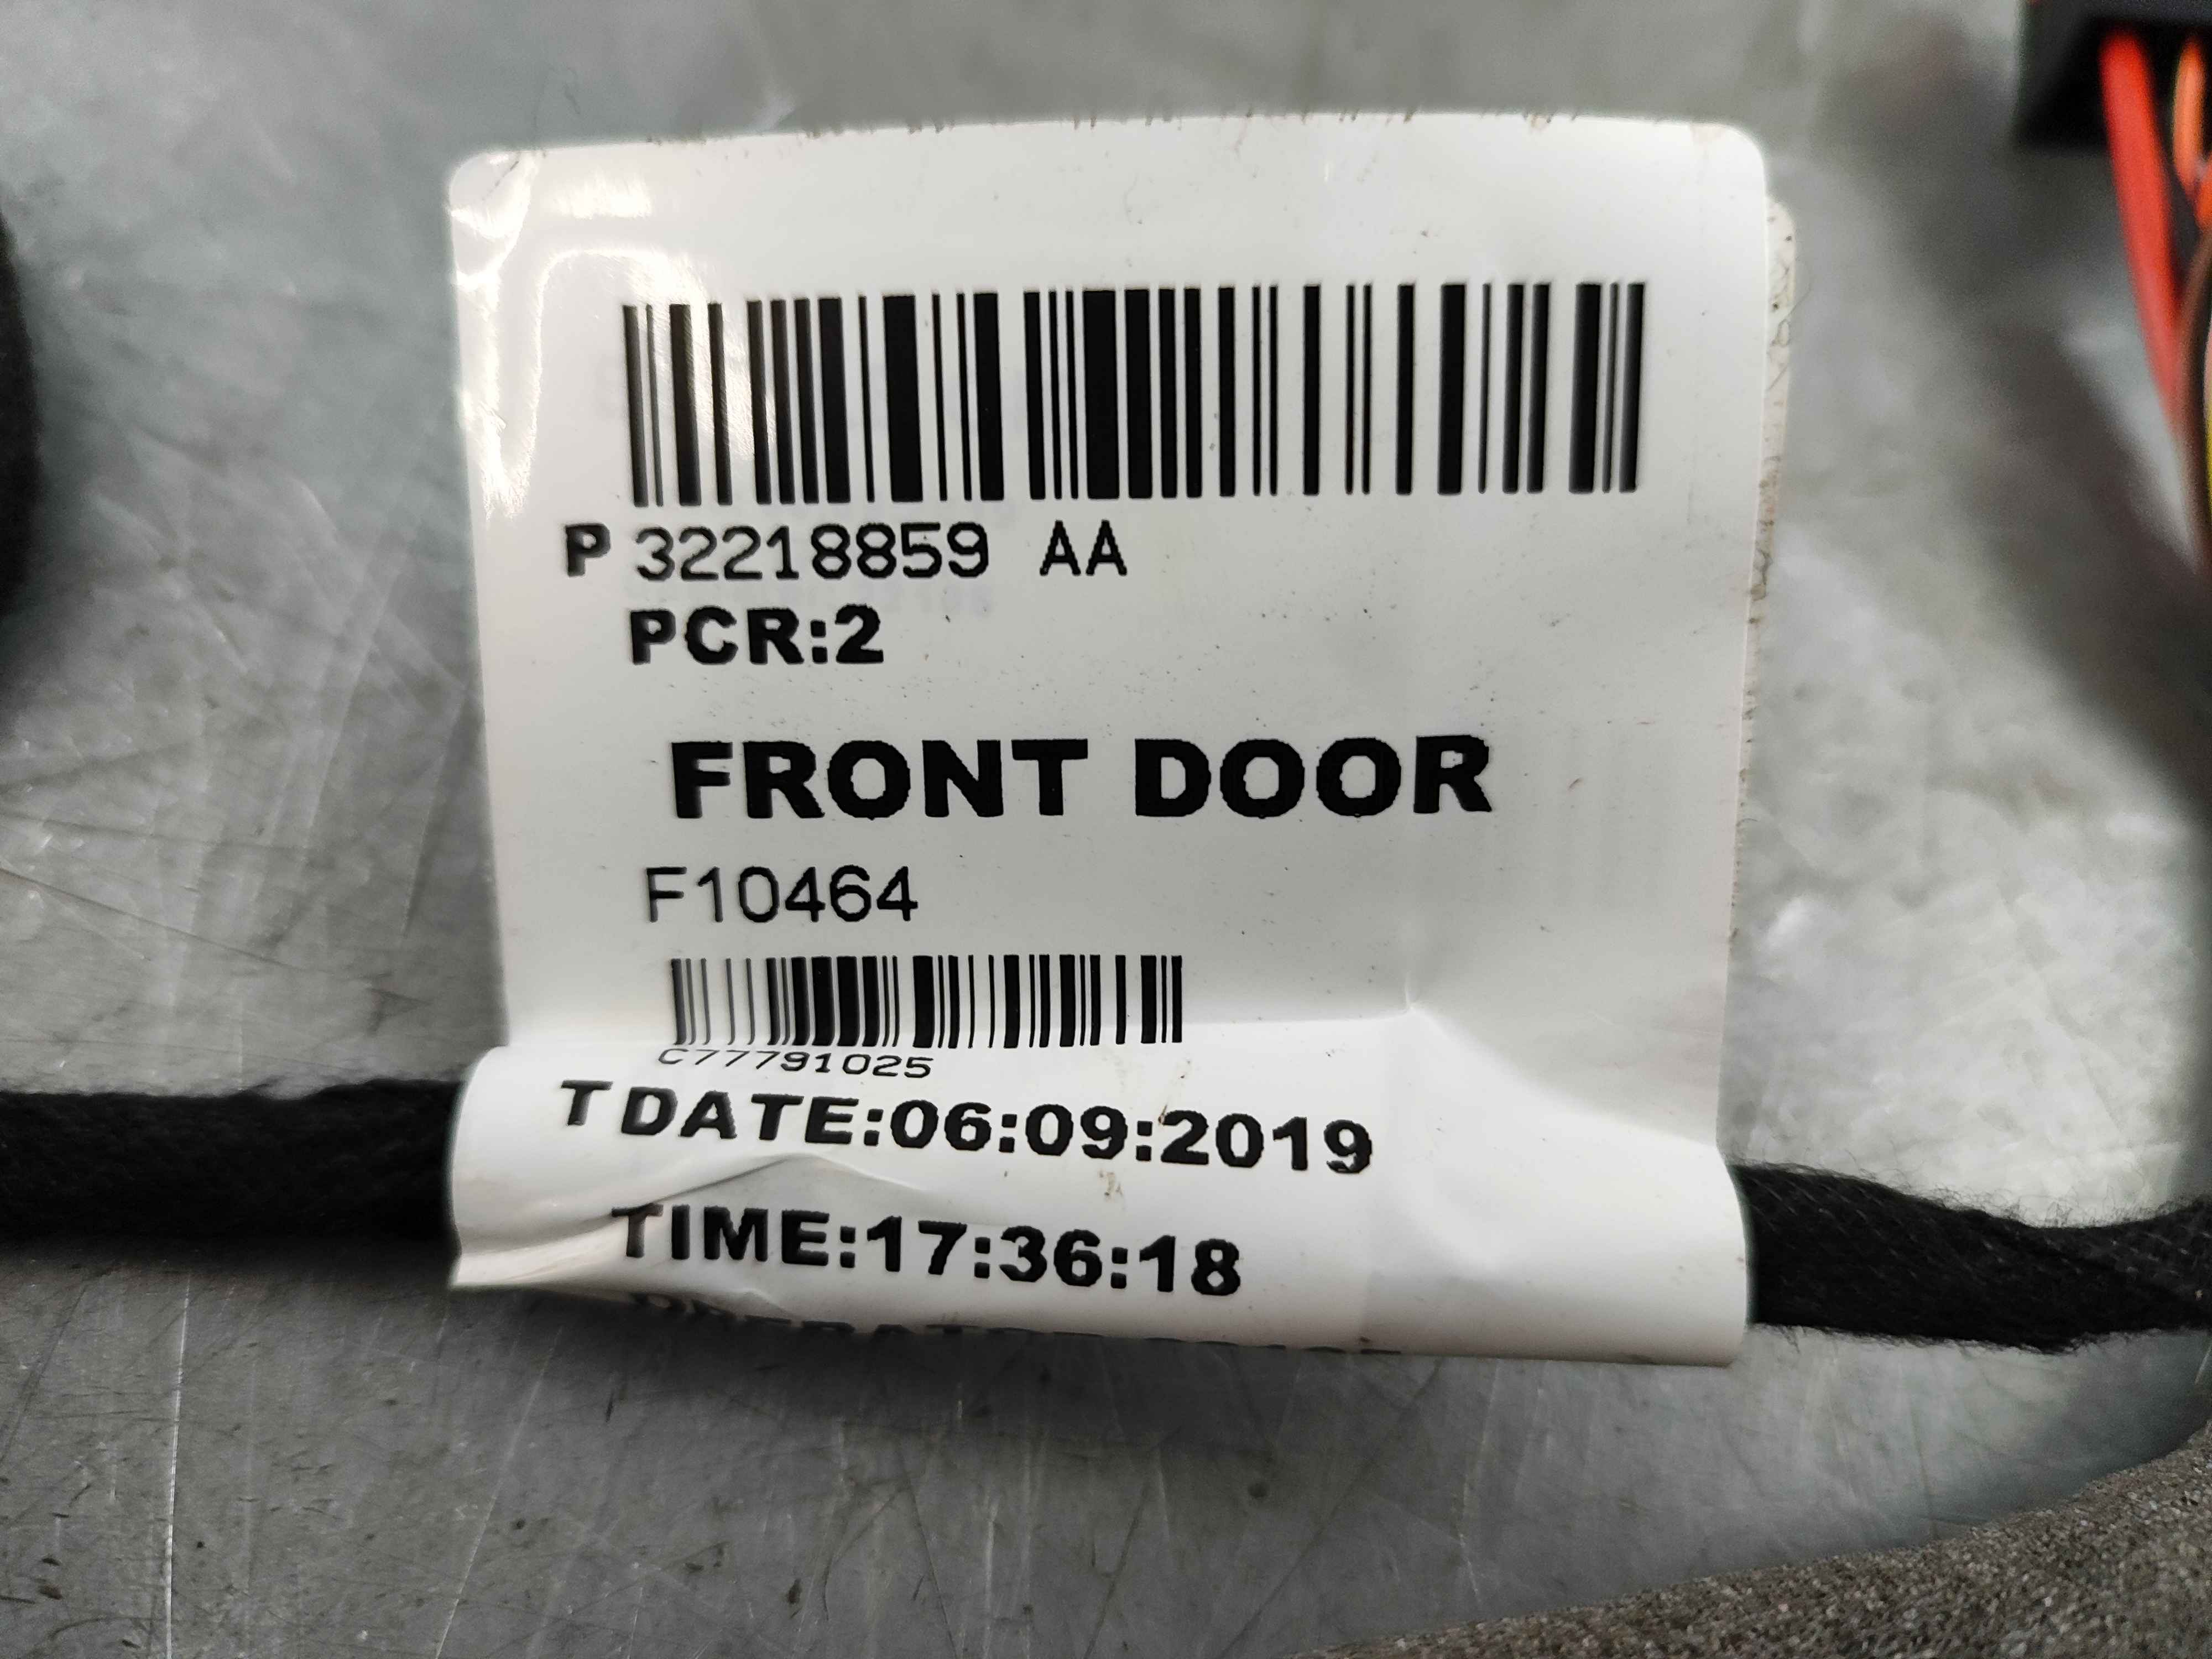 P 32218859 AA
PCR:2
FRONT DOOR
F10464
C77791025
T DATE:06:09:2019
TIME:17:36:18